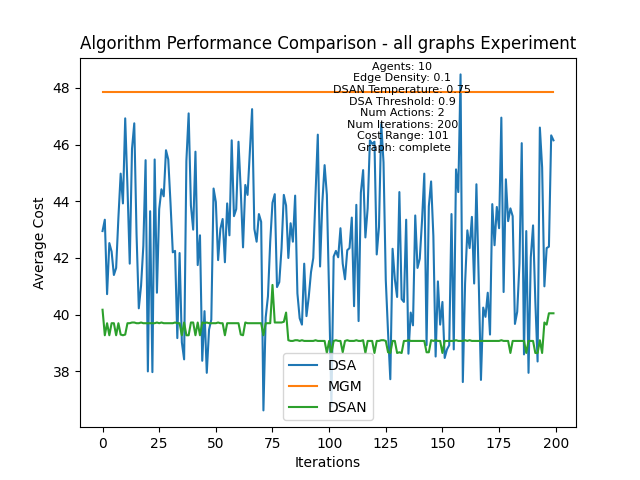 Algorithm Performance Comparison - all graphs Experiment
Agents: 10
Edge Density: 0.1
DSAN Temperature: 0.75
DSA Threshold: 0.9
Num Actions: 2
Num Iterations: 200
Cost Range: 101
Graph: complete
Average Cost
48
46
44
42
40
38
DSA
MGM
DSAN
0 25 50 75 100 125 150 175 200
Iterations